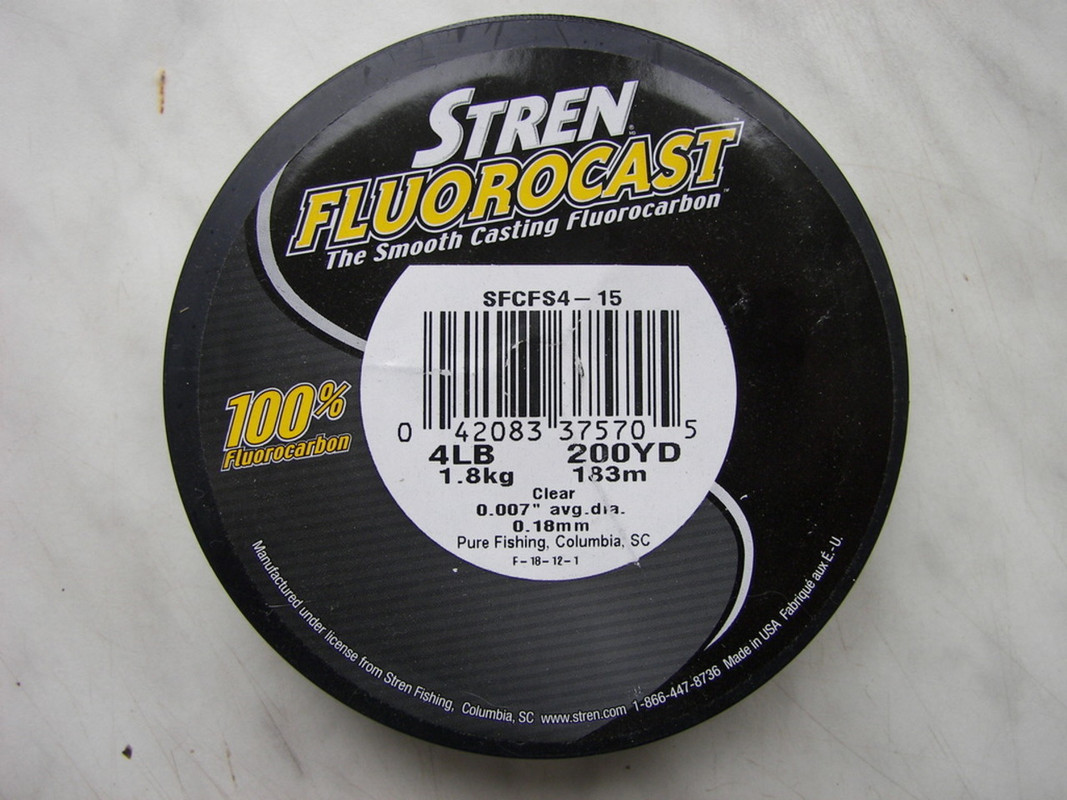 STREN®
FLUOROCAST™
The Smooth Casting Fluorocarbon™
SFCFS4-15
0 42083 37570 5
4LB 200YD
1.8kg 183m
Clear
0.007" avg.dia.
0.18mm
Pure Fishing, Columbia, SC
F-18-12-1
100%
Fluorocarbon
Manufactured under license from Stren Fishing, Columbia, SC www.stren.com 1-866-447-8736 Made in USA Fabriqué aux É.-U.